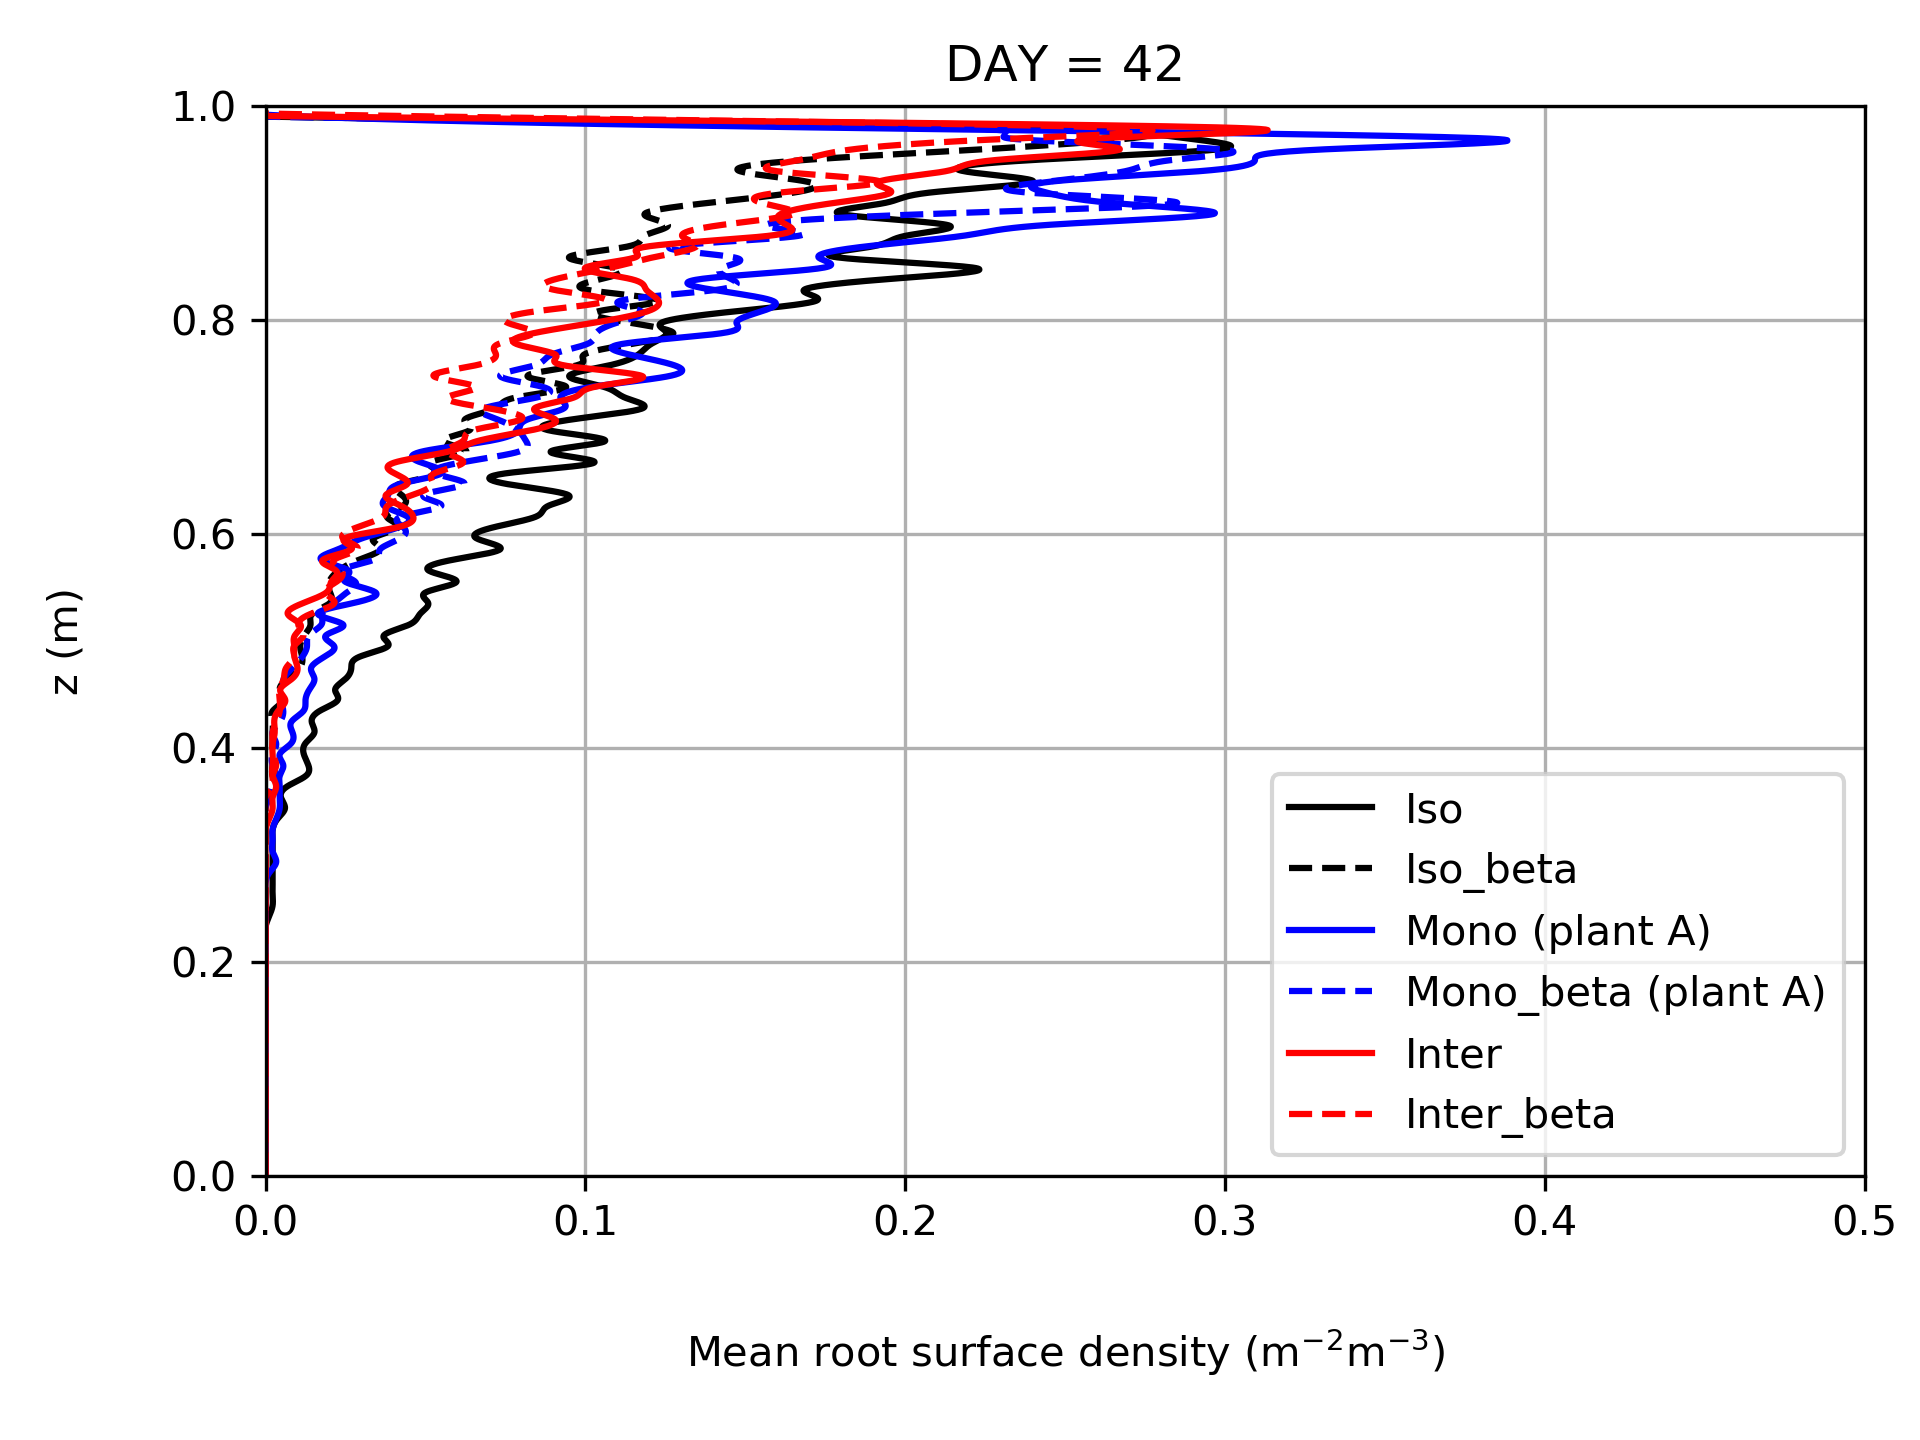 DAY = 42
1.0
0.8
0.6
0.4
0.2
0.0
z (m)
0.0 0.1 0.2 0.3 0.4 0.5
Mean root surface density (m⁻²m⁻³)
Iso
Iso_beta
Mono (plant A)
Mono_beta (plant A)
Inter
Inter_beta